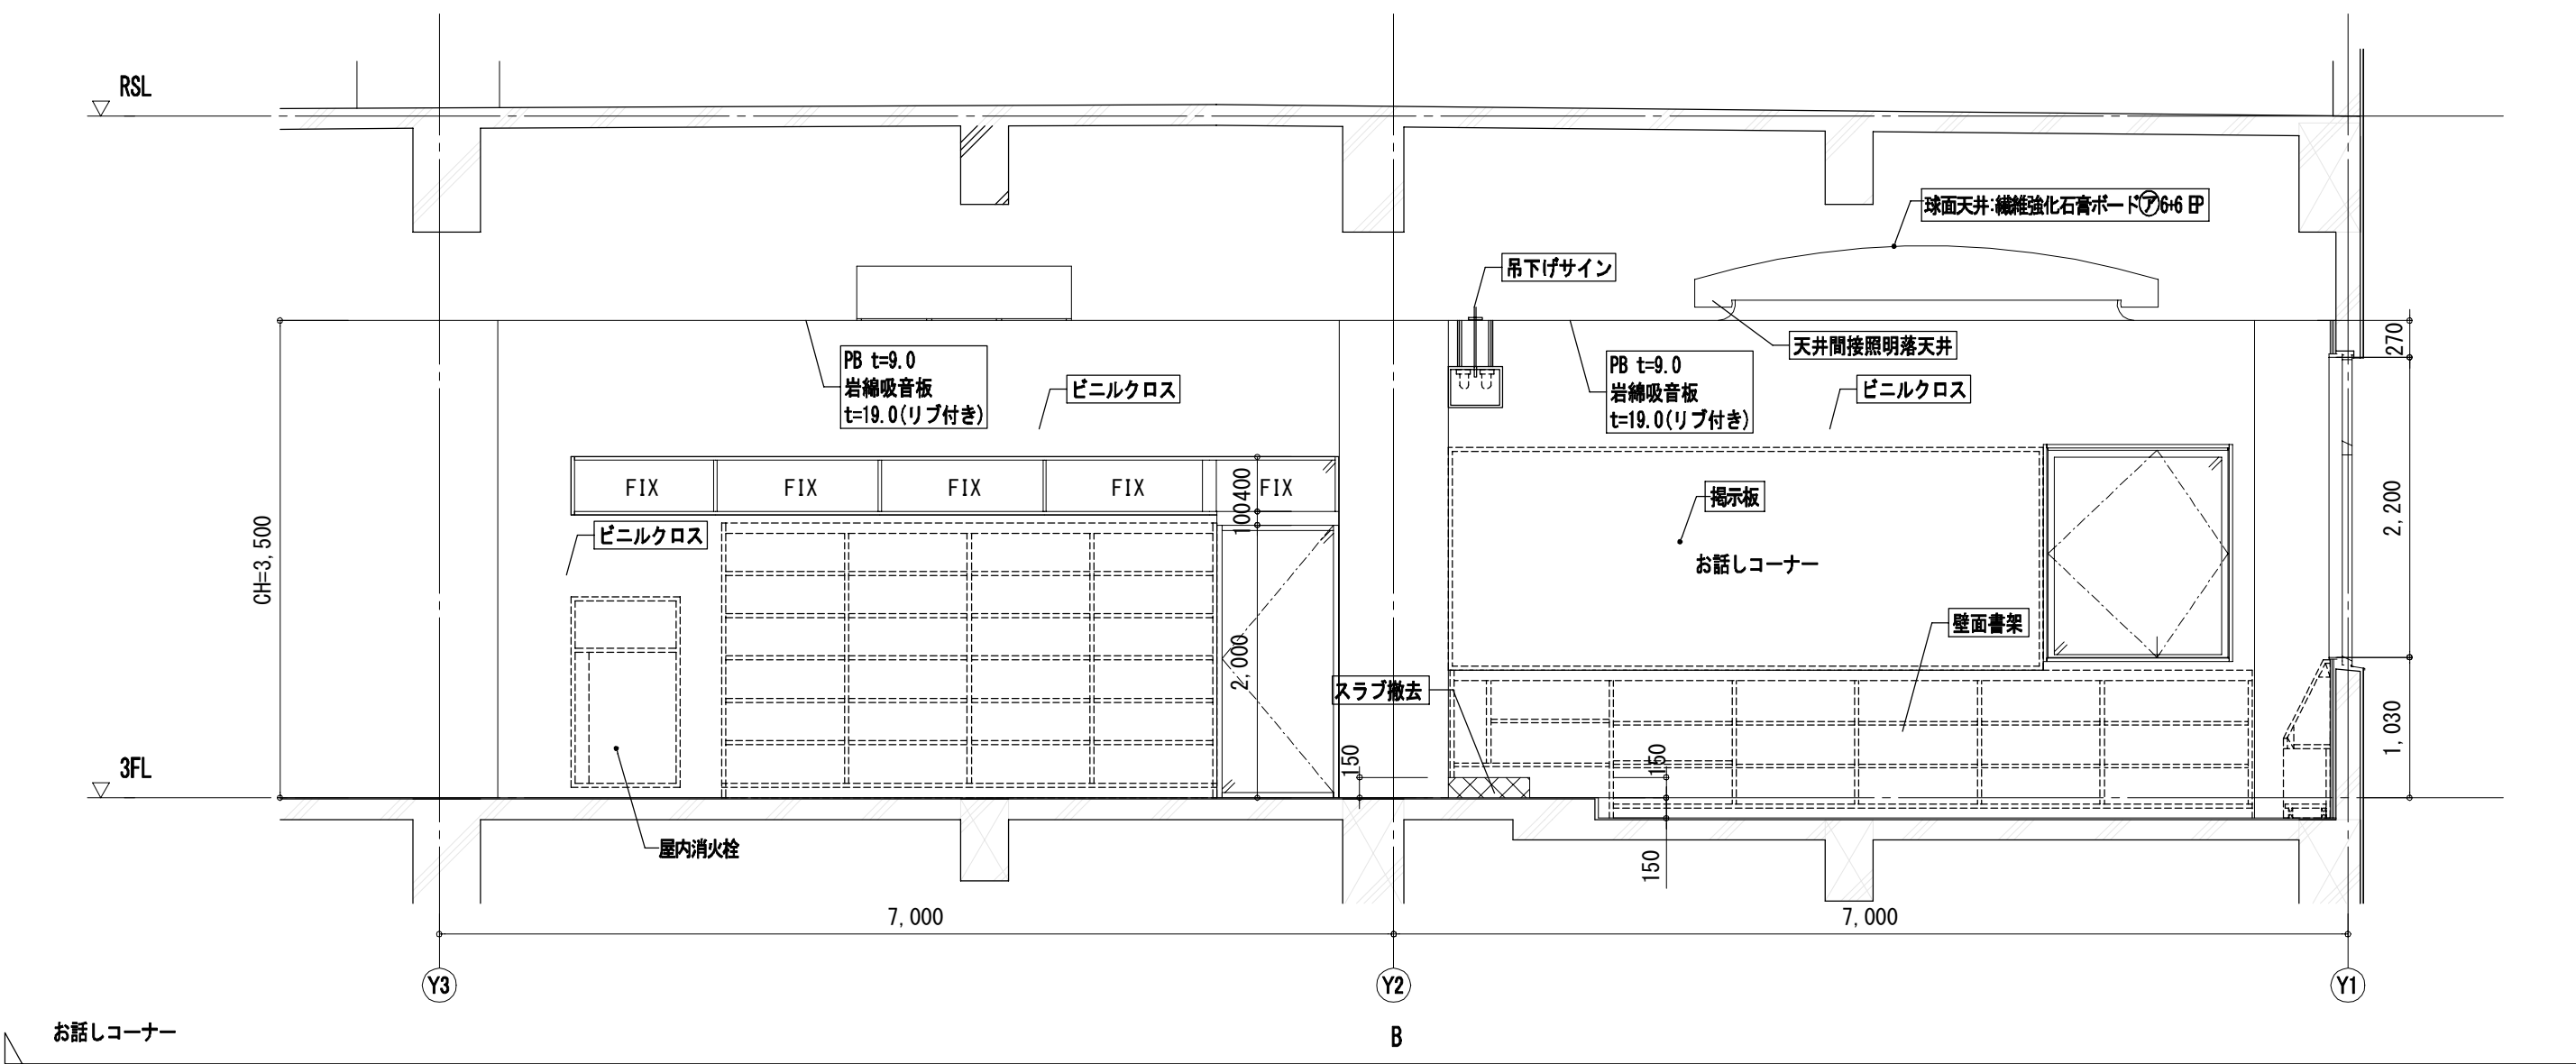 RSL
球面天井:繊維強化石膏ボード㋐6+6 EP
吊下げサイン
天井間接照明落天井
270
PB t=9.0
岩綿吸音板
t=19.0(リブ付き)
ビニルクロス
PB t=9.0
岩綿吸音板
t=19.0(リブ付き)
ビニルクロス
FIX
FIX
FIX
FIX
FIX
400
100
掲示板
2,200
CH=3,500
ビニルクロス
お話しコーナー
壁面書架
2,000
スラブ撤去
1,030
150
150
3FL
屋内消火栓
150
7,000
7,000
Y3
Y2
Y1
お話しコーナー
B